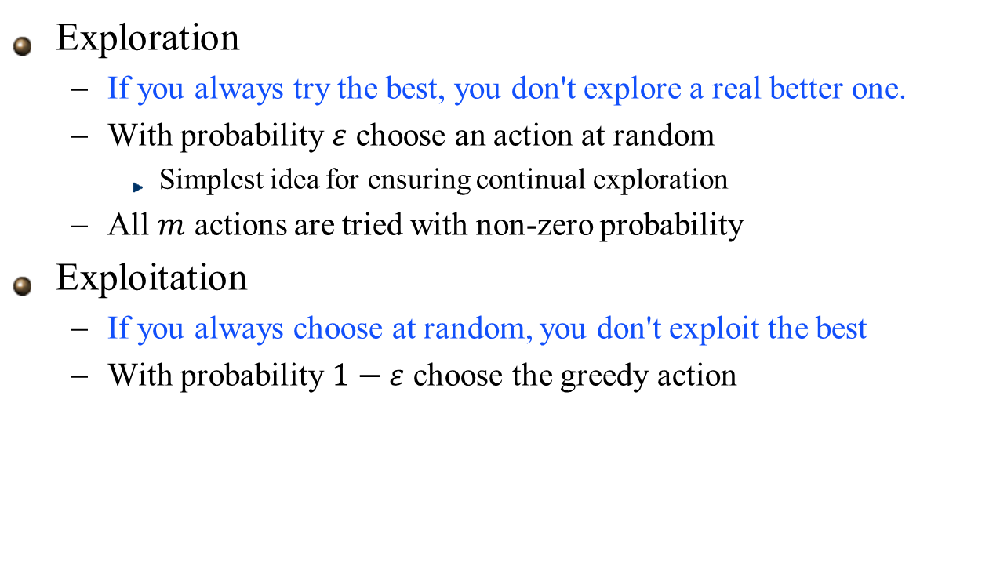 Exploration
– If you always try the best, you don't explore a real better one.
– With probability ε choose an action at random
Simplest idea for ensuring continual exploration
– All m actions are tried with non-zero probability
Exploitation
– If you always choose at random, you don't exploit the best
– With probability 1 − ε choose the greedy action